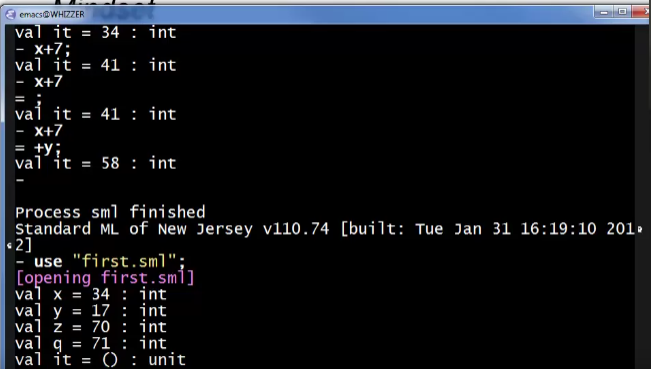 Mindset
emacs@WHIZZER
val it = 34 : int
- x+7;
val it = 41 : int
- x+7
= ;
val it = 41 : int
- x+7
= +y;
val it = 58 : int
-
Process sml finished
Standard ML of New Jersey v110.74 [built: Tue Jan 31 16:19:10 201
2]
- use "first.sml";
[opening first.sml]
val x = 34 : int
val y = 17 : int
val z = 70 : int
val q = 71 : int
val it = () : unit